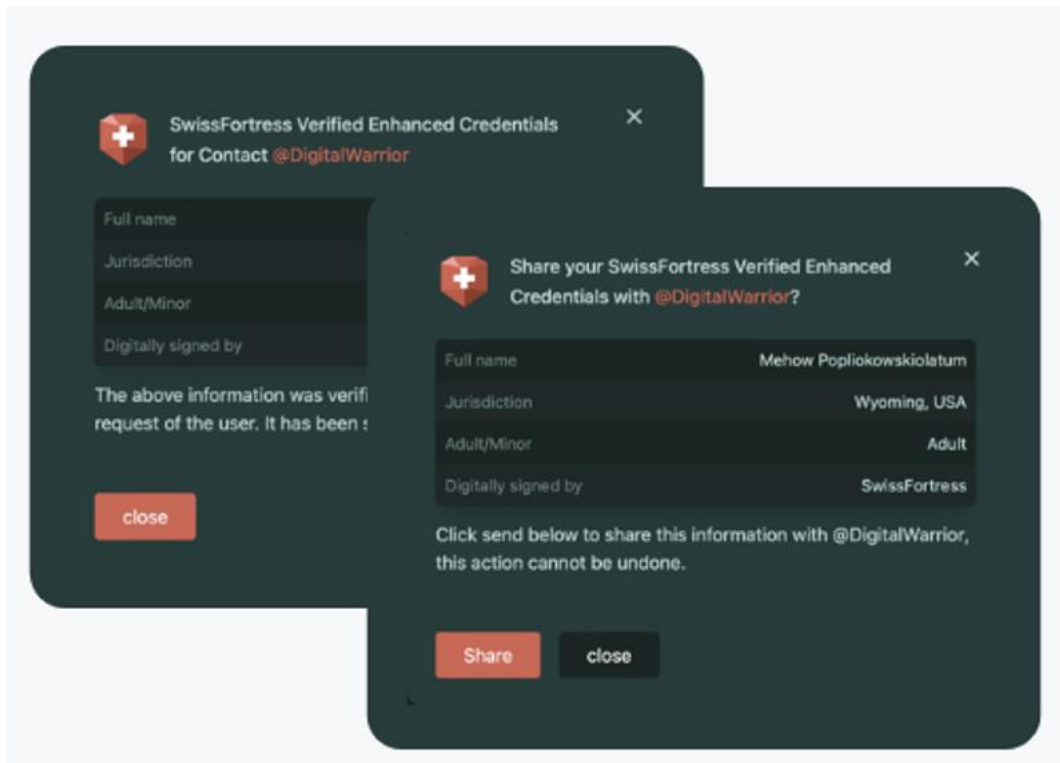 SwissFortress Verified Enhanced Credentials
for Contact @DigitalWarrior
Full name
Jurisdiction
Adult/Minor
Digitally signed by
The above information was verifi
request of the user. It has been
close
Share your SwissFortress Verified Enhanced
Credentials with @DigitalWarrior?
Full name Mehow Popliokowskiolatum
Jurisdiction Wyoming, USA
Adult/Minor Adult
Digitally signed by SwissFortress
Click send below to share this information with @DigitalWarrior,
this action cannot be undone.
Share close